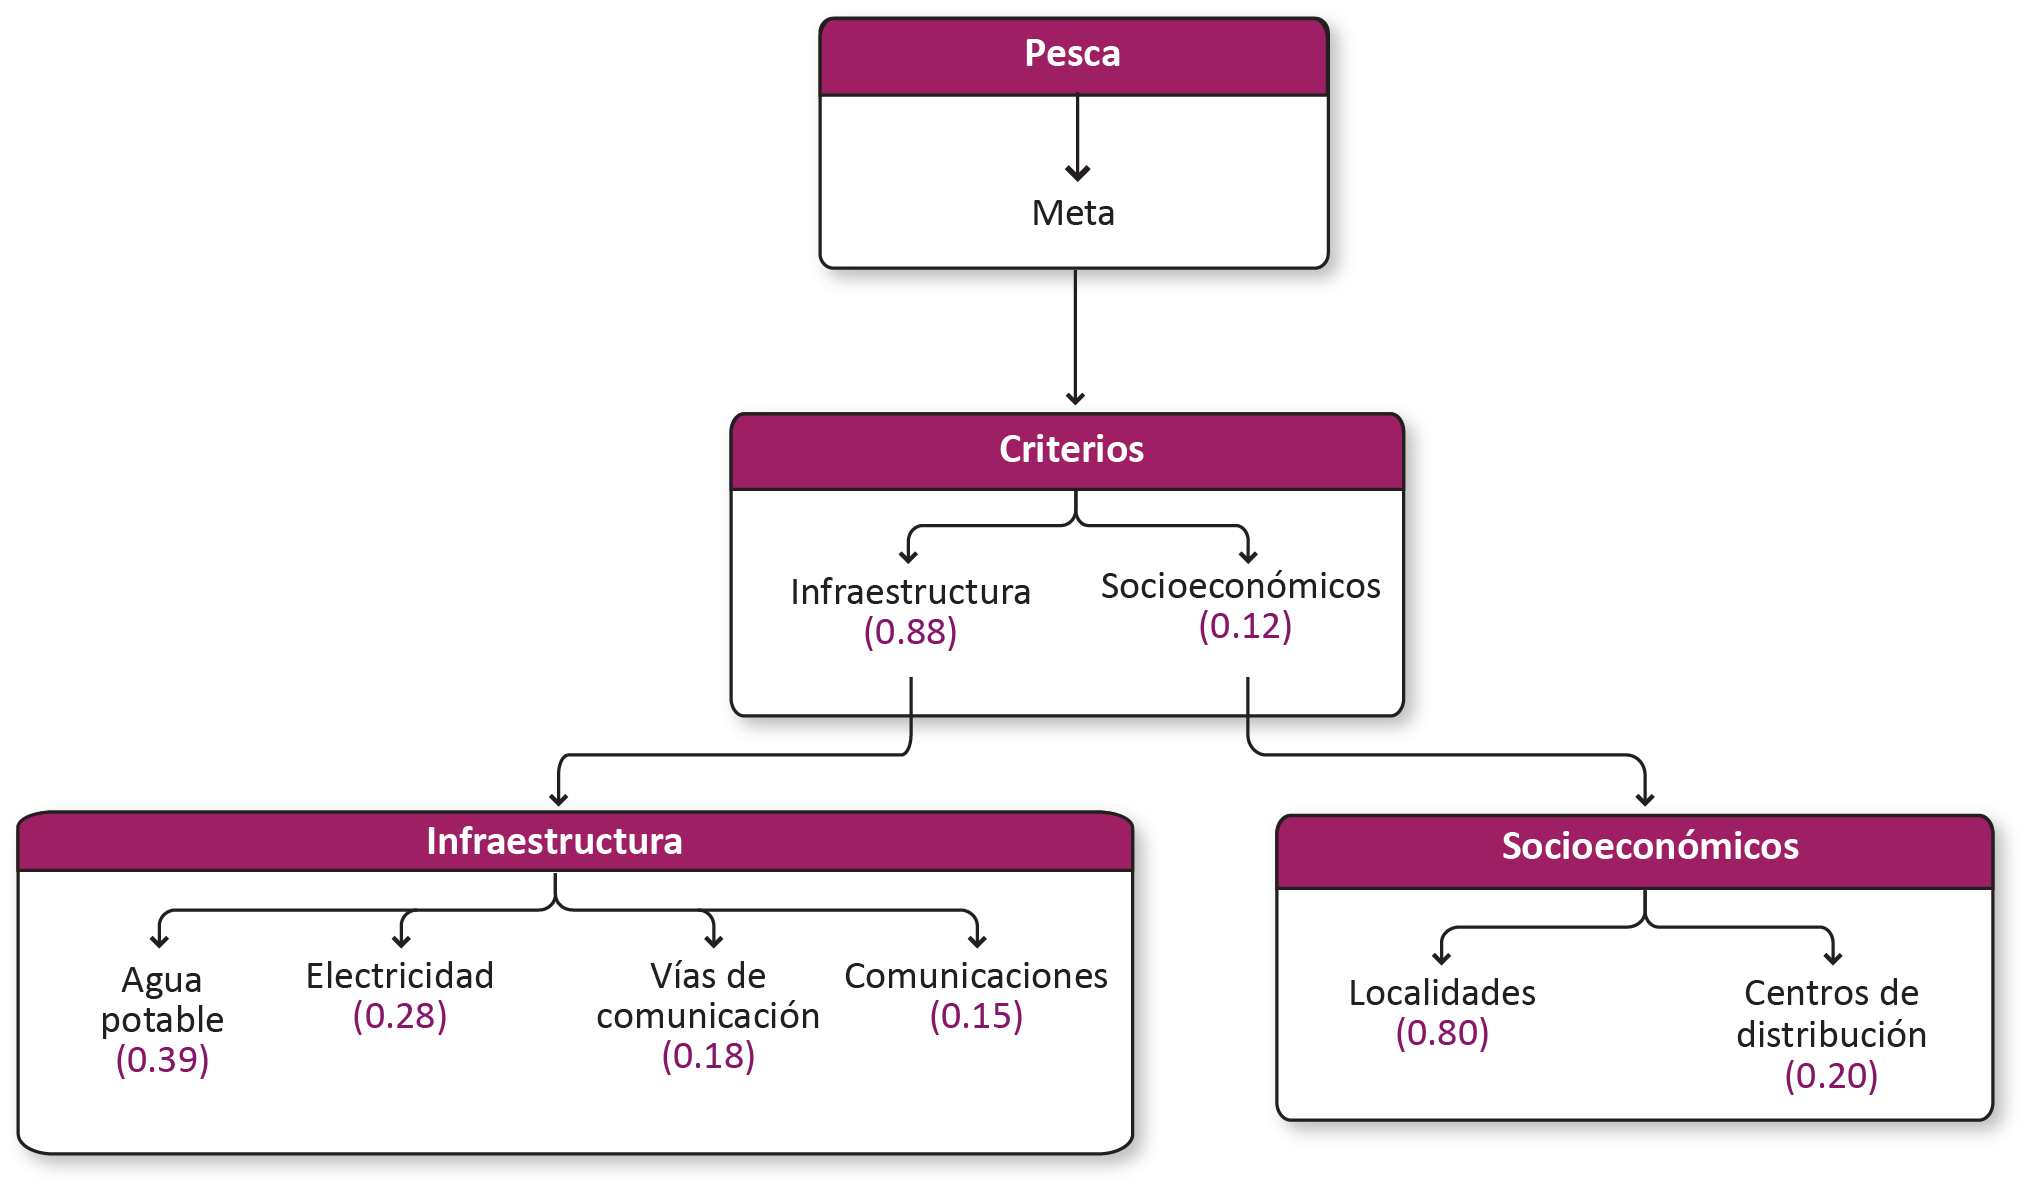 Pesca
Meta
Criterios
Infraestructura
(0.88)
Socioeconómicos
(0.12)
Infraestructura
Agua
potable
(0.39)
Electricidad
(0.28)
Vías de
comunicación
(0.18)
Comunicaciones
(0.15)
Socioeconómicos
Localidades
(0.80)
Centros de
distribución
(0.20)